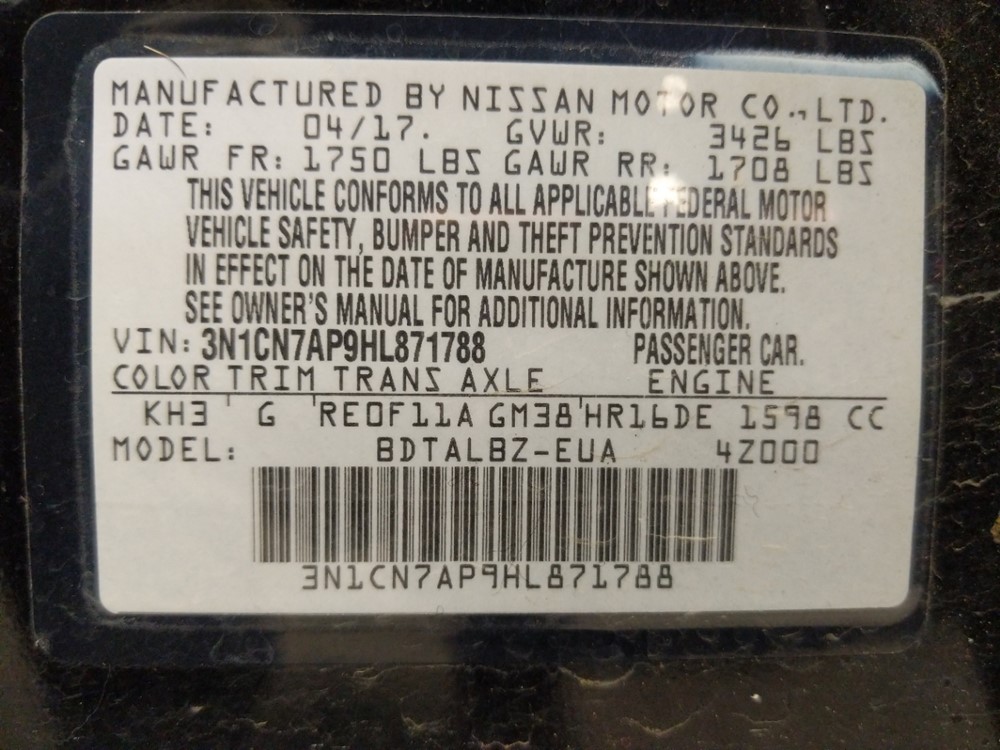 MANUFACTURED BY NISSAN MOTOR CO.,LTD.
DATE: 04/17. GVWR: 3426 LBS
GAWR FR: 1750 LBS GAWR RR: 1708 LBS
THIS VEHICLE CONFORMS TO ALL APPLICABLE FEDERAL MOTOR
VEHICLE SAFETY, BUMPER AND THEFT PREVENTION STANDARDS
IN EFFECT ON THE DATE OF MANUFACTURE SHOWN ABOVE.
SEE OWNER'S MANUAL FOR ADDITIONAL INFORMATION.
VIN: 3N1CN7AP9HL871788 PASSENGER CAR.
COLOR TRIM TRANS AXLE ENGINE
KH3 G RE0F11A GM38 HR16DE 1598 CC
MODEL: BDTALBZ-EUA 4Z000
3N1CN7AP9HL871788